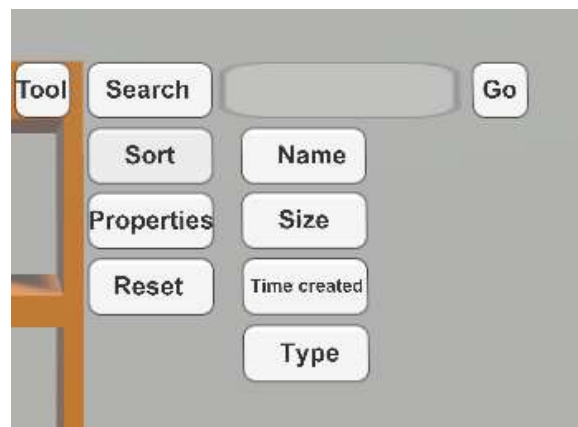 Tool Search Go
Sort Name
Properties Size
Reset Time created
Type